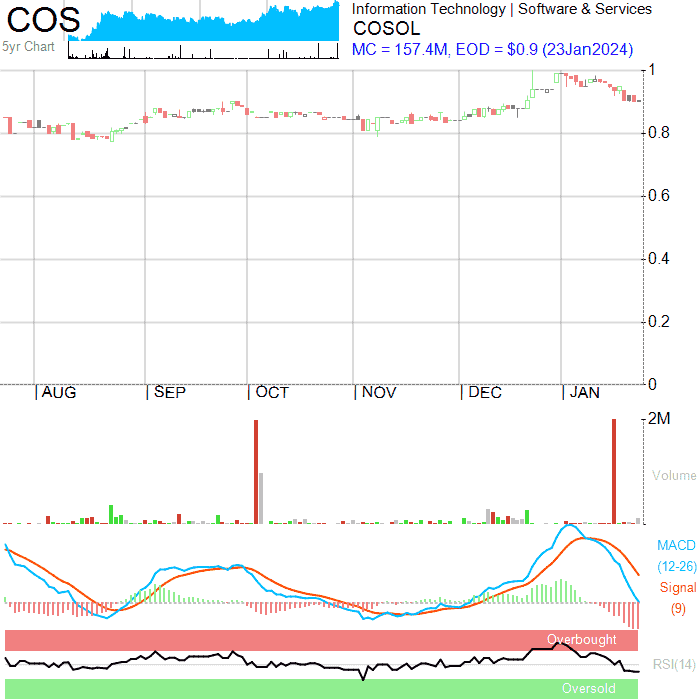 COS
5yr Chart
Information Technology | Software & Services
COSOL
MC = 157.4M, EOD = $0.9 (23Jan2024)
1
0.8
0.6
0.4
0.2
0
|AUG |SEP |OCT |NOV |DEC |JAN
2M
Volume
MACD
(12-26)
Signal
(9)
Overbought
RSI(14)
Oversold